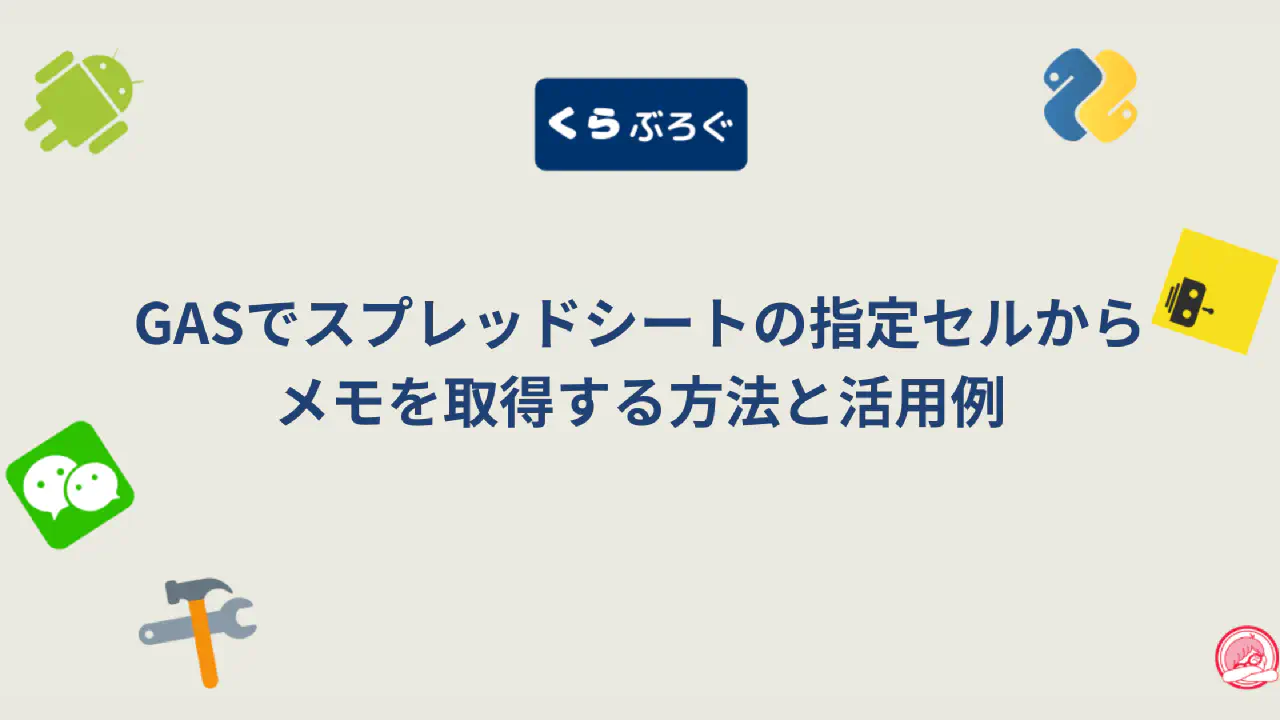 くらぶろぐ
GASでスプレッドシートの指定セルから
メモを取得する方法と活用例